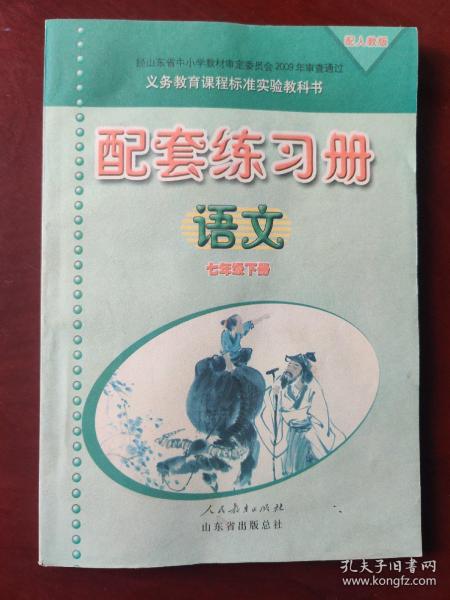 配人教版
经山东省中小学教材审定委员会2009年审查通过
义务教育课程标准实验教科书
配套练习册
语文
七年级下册
人民教育出版社
山东省出版总社
孔夫子旧书网
www.kongfz.com